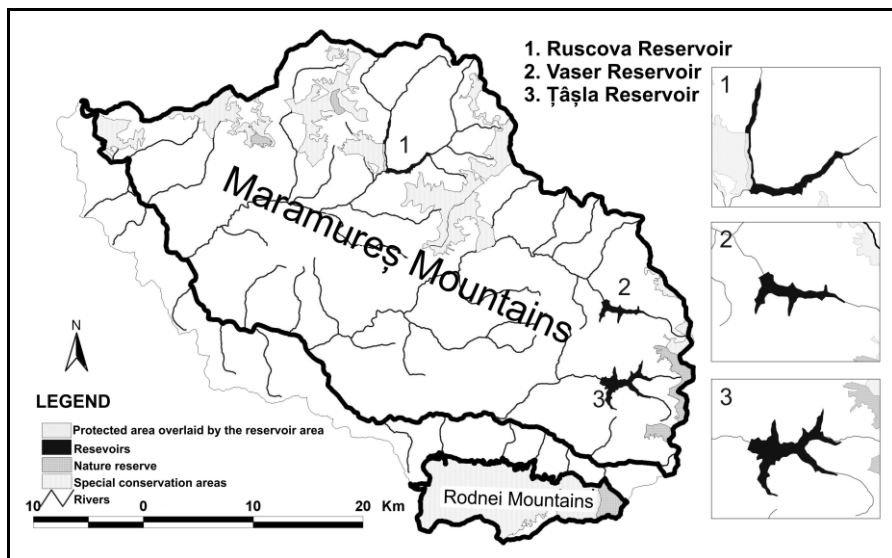 1. Ruscova Reservoir
2. Vaser Reservoir
3. Țâșla Reservoir
1
1
Maramureș Mountains
2
2
N
3
3
LEGEND
Protected area overlaid by the reservoir area
Resevoirs
Nature reserve
Special conservation areas
Rivers
10 0 10 20 Km
Rodnei Mountains